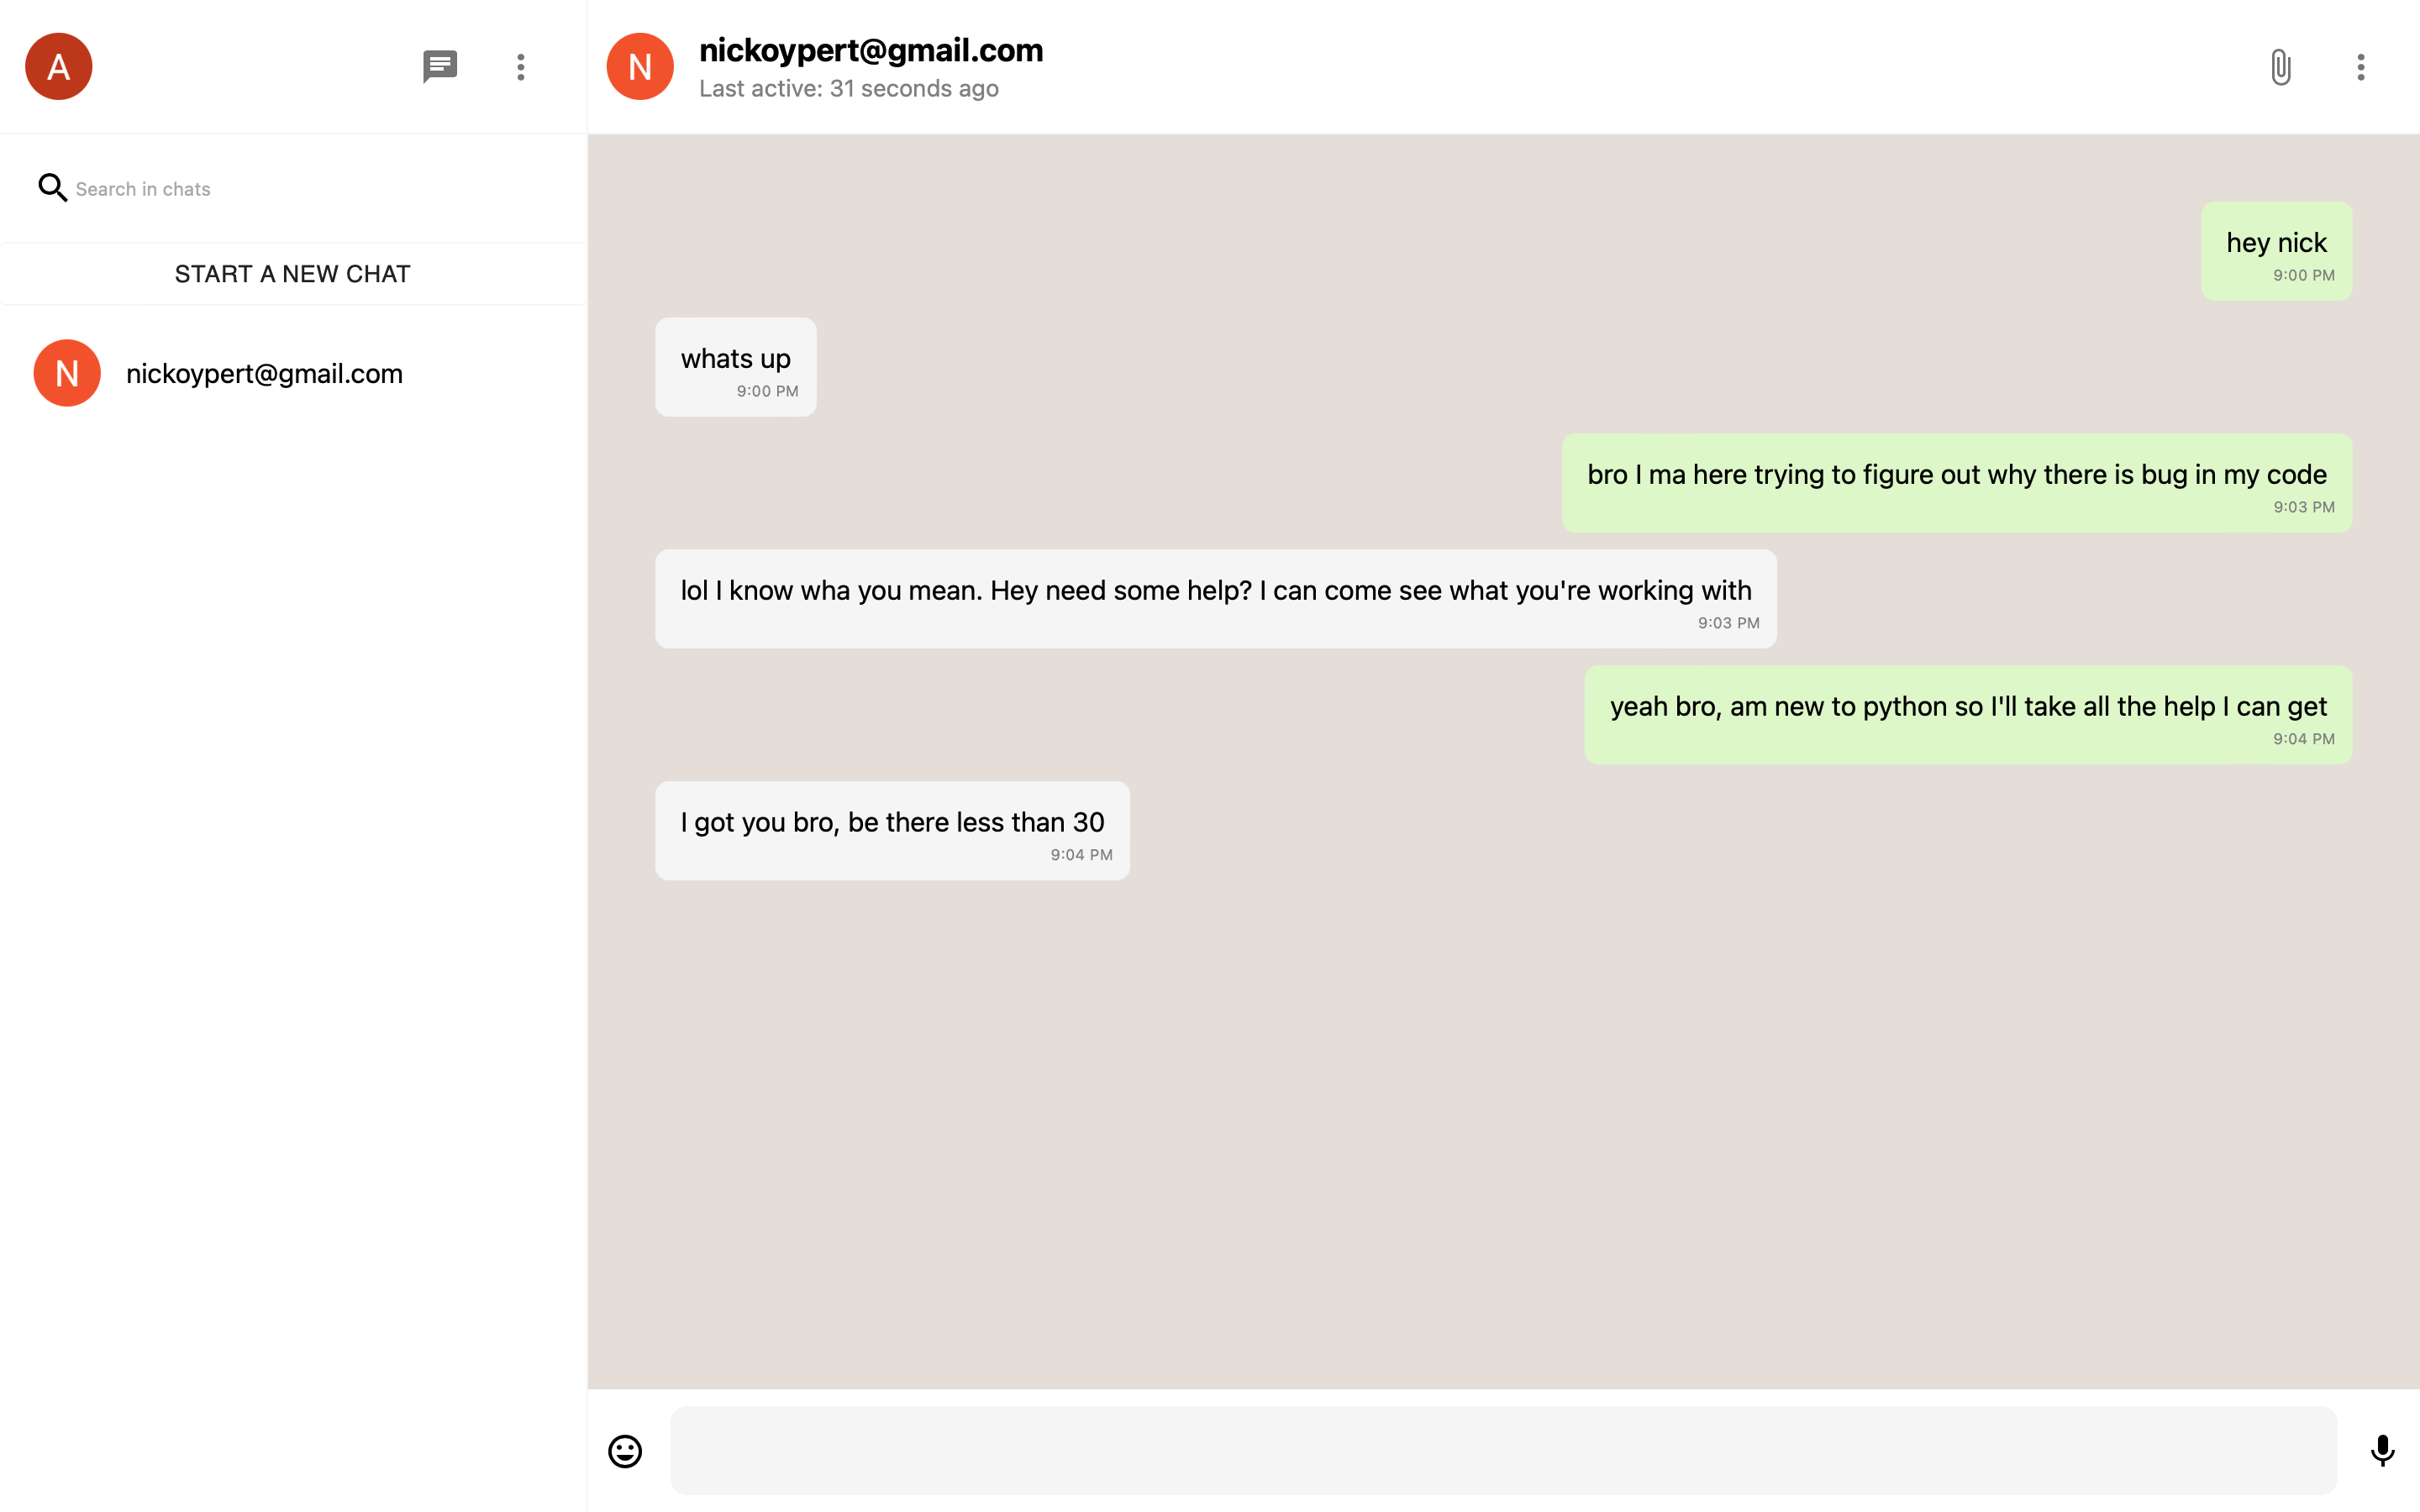 A
Search in chats
START A NEW CHAT
N
nickoypert@gmail.com
N
nickoypert@gmail.com
Last active: 31 seconds ago
hey nick
9:00 PM
whats up
9:00 PM
bro I ma here trying to figure out why there is bug in my code
9:03 PM
lol I know wha you mean. Hey need some help? I can come see what you're working with
9:03 PM
yeah bro, am new to python so I'll take all the help I can get
9:04 PM
I got you bro, be there less than 30
9:04 PM